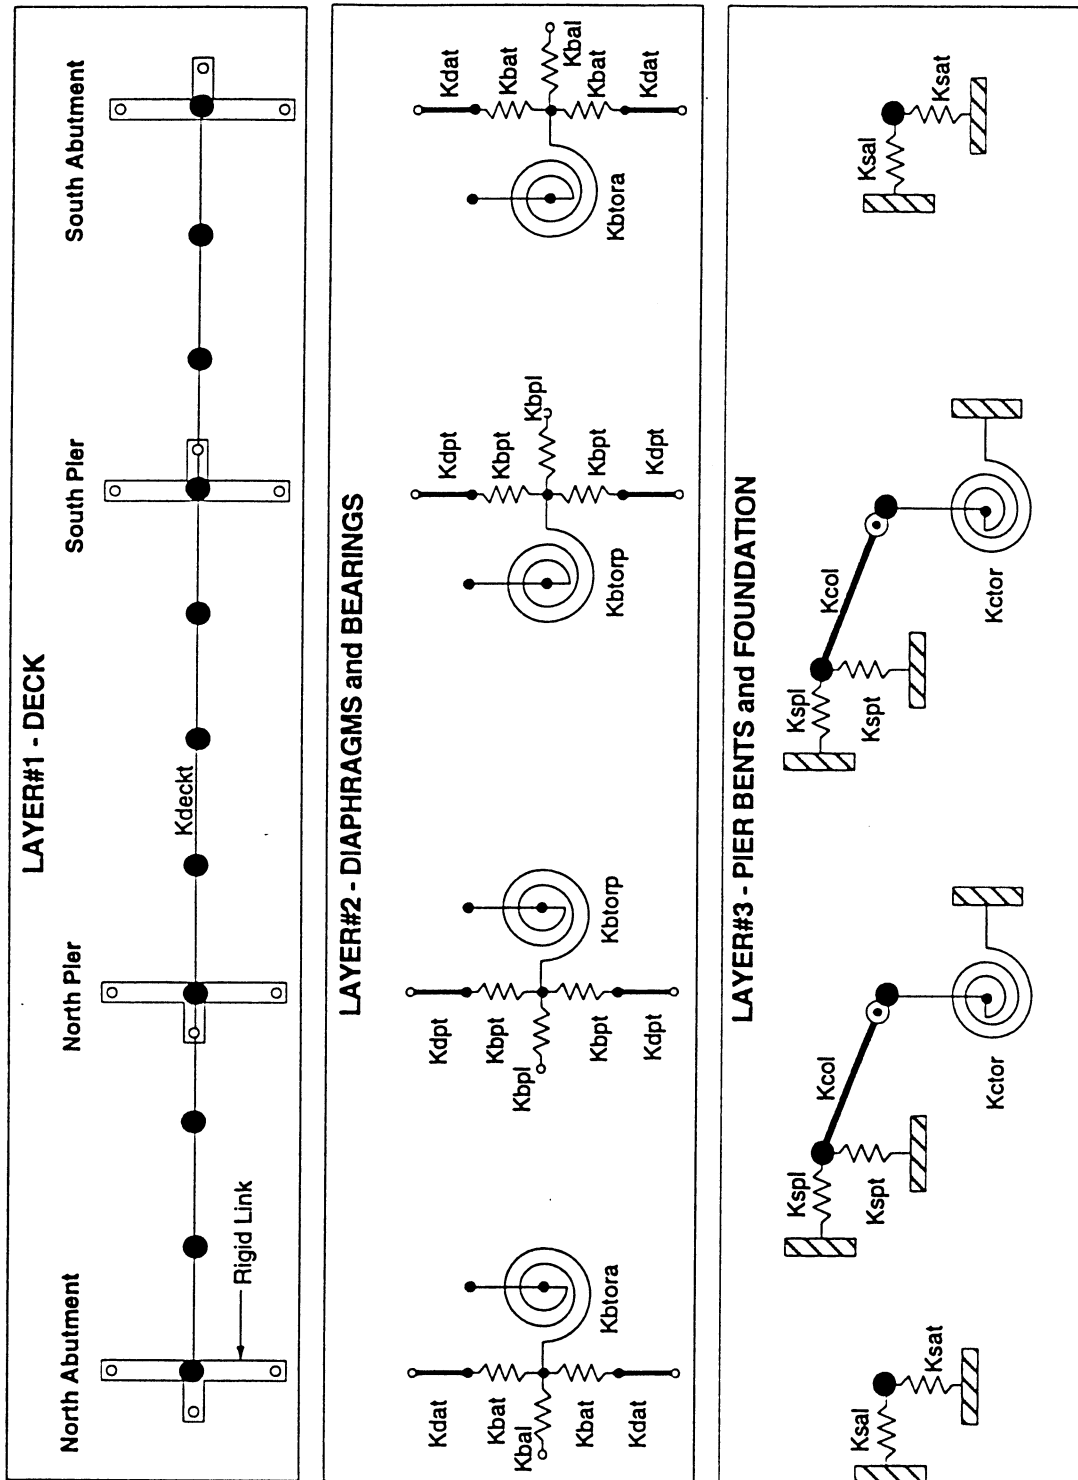 LAYER#1 - DECK
North Abutment
North Pier
South Pier
South Abutment
Rigid Link
Kdeckt
LAYER#2 - DIAPHRAGMS and BEARINGS
Kdat
Kbat
Kbal
Kbat
Kdat
Kbtora
Kdpt
Kbpt
Kbpl
Kbpt
Kdpt
Kbtorp
Kdpt
Kbpt
Kbpl
Kbpt
Kdpt
Kbtorp
Kdat
Kbat
Kbal
Kbat
Kdat
Kbtora
LAYER#3 - PIER BENTS and FOUNDATION
Ksal
Ksat
Kspl
Kspt
Kcol
Kctor
Kspl
Kspt
Kcol
Kctor
Ksal
Ksat